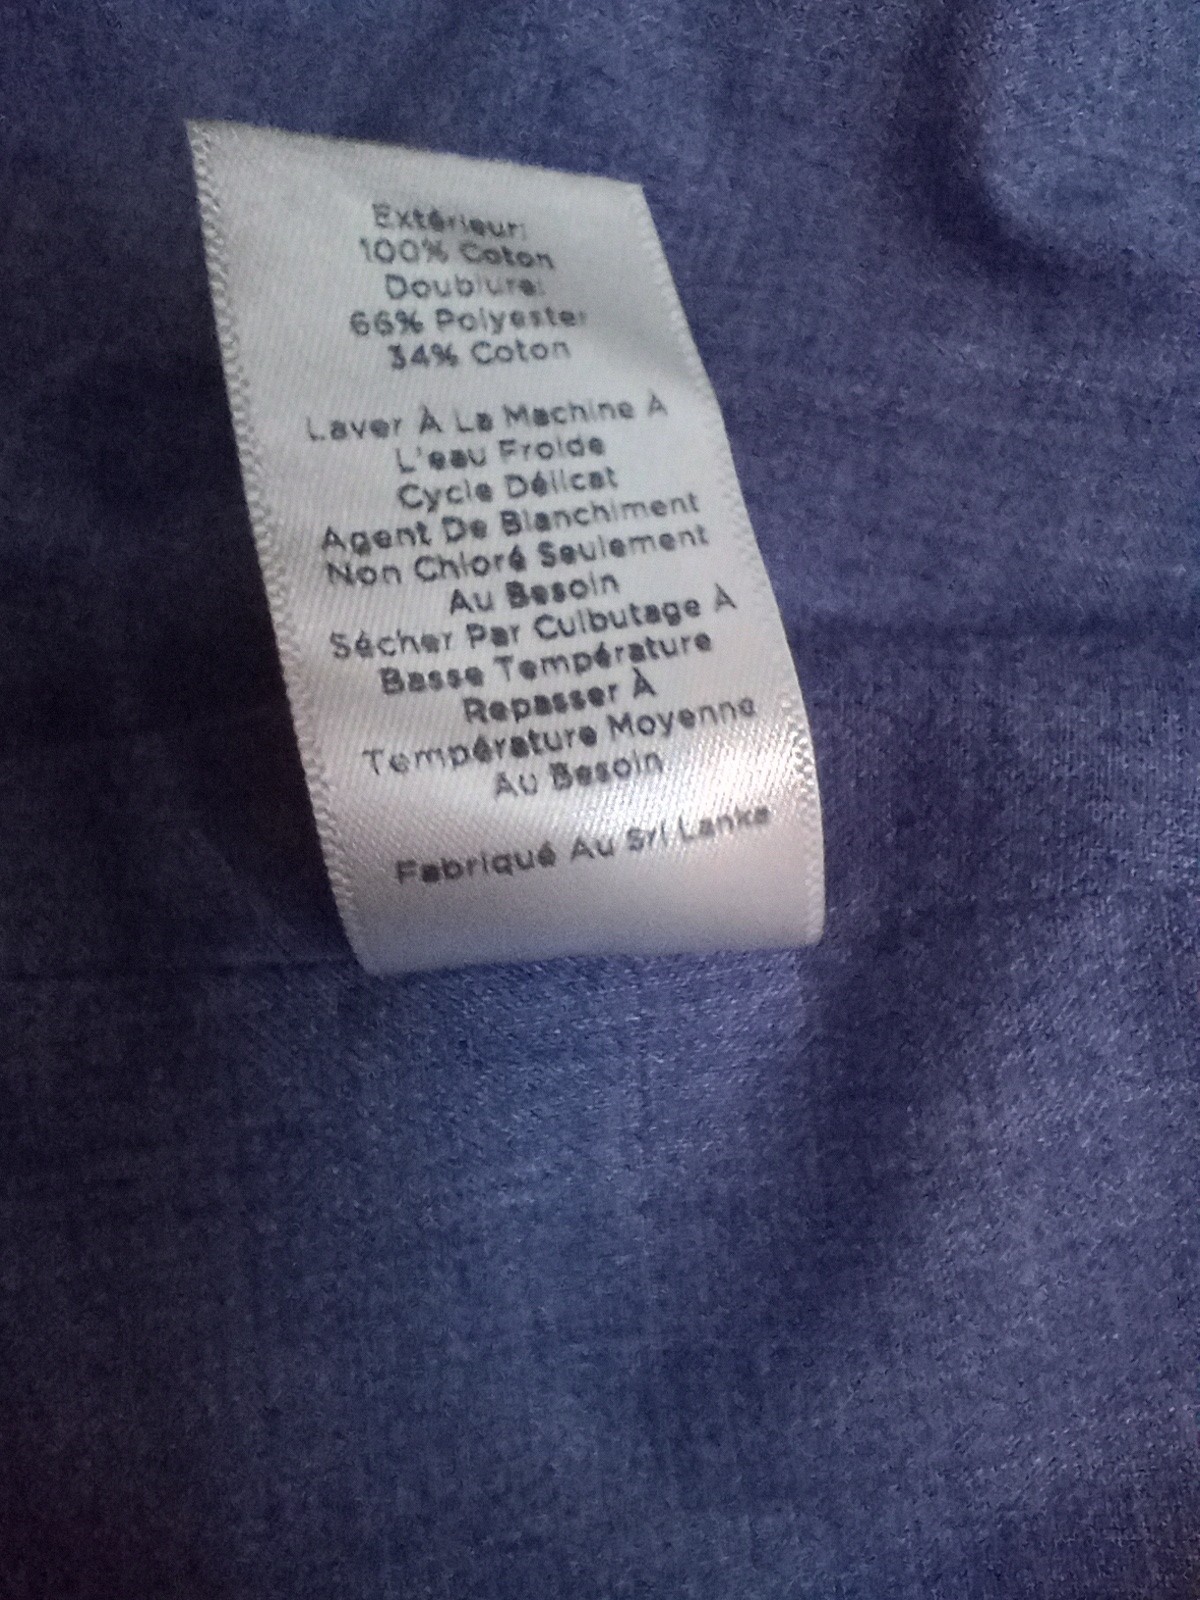 Extérieur:
100% Coton
Doublure:
66% Polyester
34% Coton
Laver À La Machine À
L'eau Froide
Cycle Délicat
Agent De Blanchiment
Non Chloré Seulement
Au Besoin
Sécher Par Culbutage À
Basse Température
Repasser À
Température Moyenne
Au Besoin
Fabriqué Au Sri Lanka